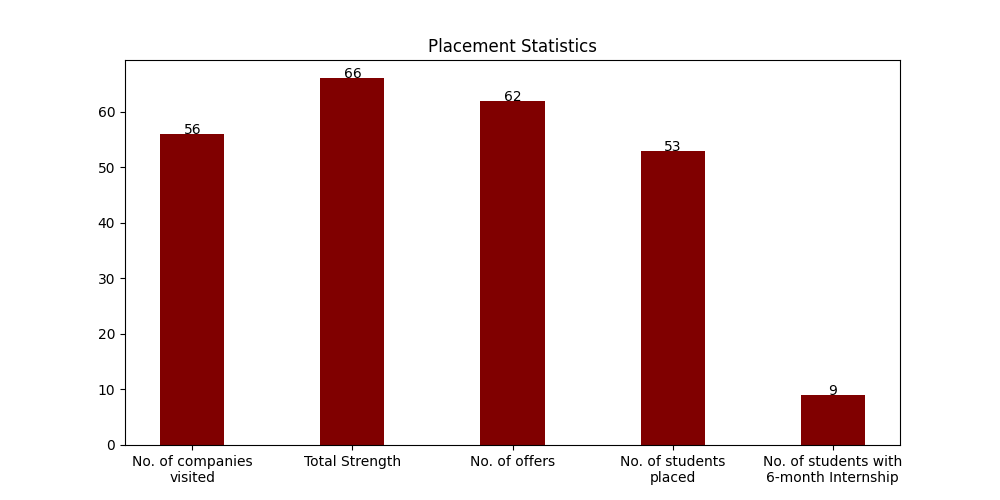 Placement Statistics
66
62
56
53
9
60
50
40
30
20
10
0
No. of companies
visited
Total Strength
No. of offers
No. of students
placed
No. of students with
6-month Internship